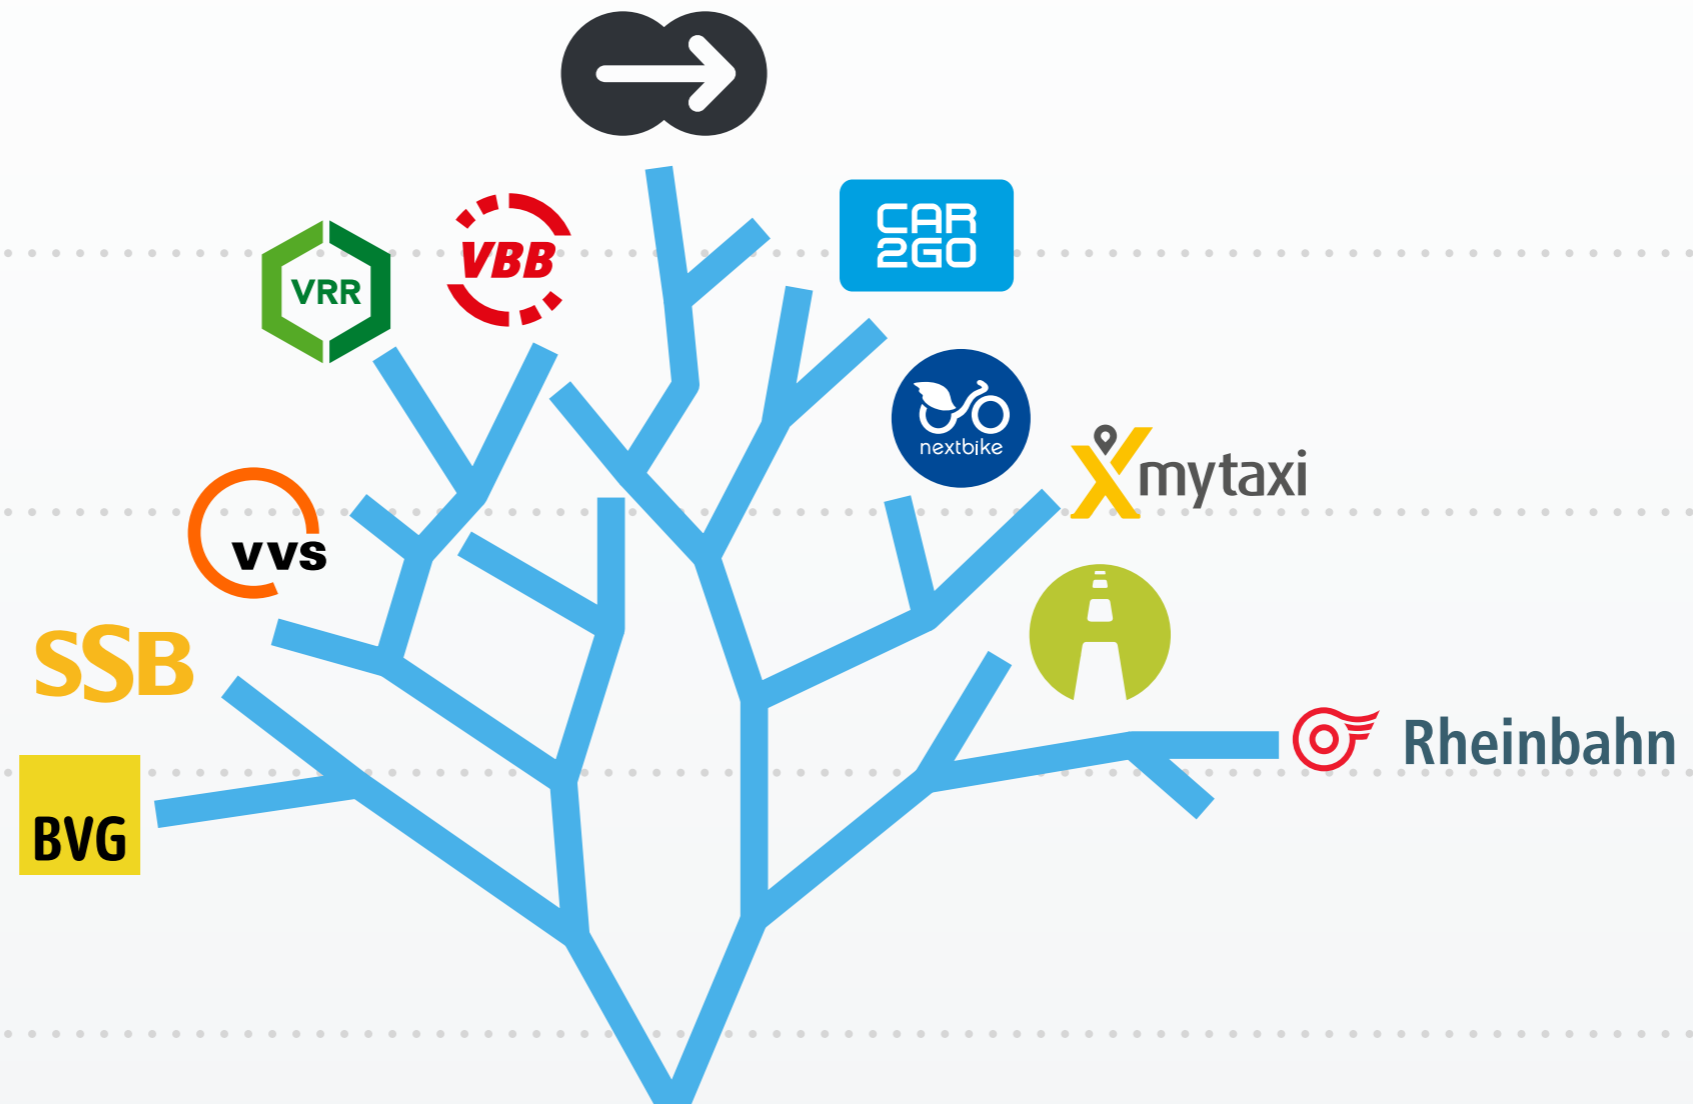 VRR
VBB
CAR
2GO
nextbike
mytaxi
vvs
SSB
BVG
Rheinbahn